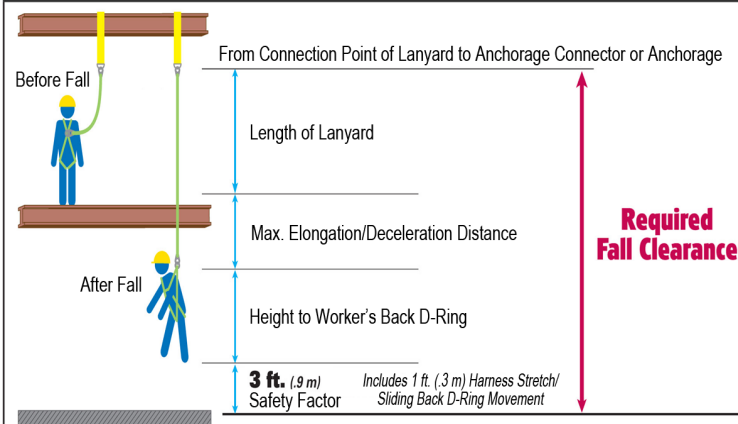 From Connection Point of Lanyard to Anchorage Connector or Anchorage
Before Fall
Length of Lanyard
Required
Fall Clearance
Max. Elongation/Deceleration Distance
After Fall
Height to Worker's Back D-Ring
3 ft. (.9 m)
Safety Factor
Includes 1 ft. (.3 m) Harness Stretch/
Sliding Back D-Ring Movement